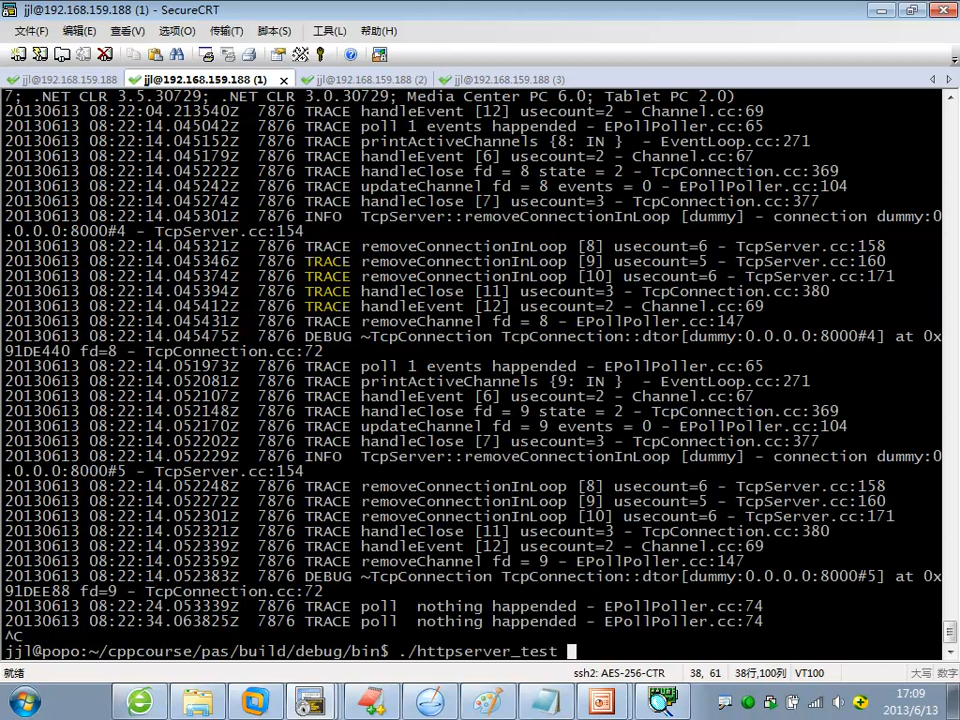 jjl@192.168.159.188 (1) - SecureCRT
文件(F) 编辑(E) 查看(V) 选项(O) 传输(T) 脚本(S) 工具(L) 帮助(H)
jjl@192.168.159.188 jjl@192.168.159.188 (1) jjl@192.168.159.188 (2) jjl@192.168.159.188 (3)
7; .NET CLR 3.5.30729; .NET CLR 3.0.30729; Media Center PC 6.0; Tablet PC 2.0)
20130613 08:22:04.213540Z  7876 TRACE handleEvent [12] usecount=2 - Channel.cc:69
20130613 08:22:14.045042Z  7876 TRACE poll 1 events happended - EPollPoller.cc:65
20130613 08:22:14.045152Z  7876 TRACE printActiveChannels {8: IN }  - EventLoop.cc:271
20130613 08:22:14.045179Z  7876 TRACE handleEvent [6] usecount=2 - Channel.cc:67
20130613 08:22:14.045222Z  7876 TRACE handleClose fd = 8 state = 2 - TcpConnection.cc:369
20130613 08:22:14.045242Z  7876 TRACE updateChannel fd = 8 events = 0 - EPollPoller.cc:104
20130613 08:22:14.045274Z  7876 TRACE handleClose [7] usecount=3 - TcpConnection.cc:377
20130613 08:22:14.045301Z  7876 INFO  TcpServer::removeConnectionInLoop [dummy] - connection dummy:0
.0.0.0:8000#4 - TcpServer.cc:154
20130613 08:22:14.045321Z  7876 TRACE removeConnectionInLoop [8] usecount=6 - TcpServer.cc:158
20130613 08:22:14.045346Z  7876 TRACE removeConnectionInLoop [9] usecount=5 - TcpServer.cc:160
20130613 08:22:14.045374Z  7876 TRACE removeConnectionInLoop [10] usecount=6 - TcpServer.cc:171
20130613 08:22:14.045394Z  7876 TRACE handleClose [11] usecount=3 - TcpConnection.cc:380
20130613 08:22:14.045412Z  7876 TRACE handleEvent [12] usecount=2 - Channel.cc:69
20130613 08:22:14.045431Z  7876 TRACE removeChannel fd = 8 - EPollPoller.cc:147
20130613 08:22:14.045475Z  7876 DEBUG ~TcpConnection TcpConnection::dtor[dummy:0.0.0.0:8000#4] at 0x
91DE440 fd=8 - TcpConnection.cc:72
20130613 08:22:14.051973Z  7876 TRACE poll 1 events happended - EPollPoller.cc:65
20130613 08:22:14.052081Z  7876 TRACE printActiveChannels {9: IN }  - EventLoop.cc:271
20130613 08:22:14.052107Z  7876 TRACE handleEvent [6] usecount=2 - Channel.cc:67
20130613 08:22:14.052148Z  7876 TRACE handleClose fd = 9 state = 2 - TcpConnection.cc:369
20130613 08:22:14.052170Z  7876 TRACE updateChannel fd = 9 events = 0 - EPollPoller.cc:104
20130613 08:22:14.052202Z  7876 TRACE handleClose [7] usecount=3 - TcpConnection.cc:377
20130613 08:22:14.052227Z  7876 INFO  TcpServer::removeConnectionInLoop [dummy] - connection dummy:0
.0.0.0:8000#5 - TcpServer.cc:154
20130613 08:22:14.052248Z  7876 TRACE removeConnectionInLoop [8] usecount=6 - TcpServer.cc:158
20130613 08:22:14.052272Z  7876 TRACE removeConnectionInLoop [9] usecount=5 - TcpServer.cc:160
20130613 08:22:14.052301Z  7876 TRACE removeConnectionInLoop [10] usecount=6 - TcpServer.cc:171
20130613 08:22:14.052321Z  7876 TRACE handleClose [11] usecount=3 - TcpConnection.cc:380
20130613 08:22:14.052339Z  7876 TRACE handleEvent [12] usecount=2 - Channel.cc:69
20130613 08:22:14.052359Z  7876 TRACE removeChannel fd = 9 - EPollPoller.cc:147
20130613 08:22:14.052383Z  7876 DEBUG ~TcpConnection TcpConnection::dtor[dummy:0.0.0.0:8000#5] at 0x
91DEE88 fd=9 - TcpConnection.cc:72
20130613 08:22:24.053339Z  7876 TRACE poll  nothing happended - EPollPoller.cc:74
20130613 08:22:34.063825Z  7876 TRACE poll  nothing happended - EPollPoller.cc:74
^C
jjl@popo:~/cppcourse/pas/build/debug/bin$ ./httpserver_test
就绪 ssh2: AES-256-CTR 38, 61 38行,100列 VT100 大写 数字
17:09
2013/6/13